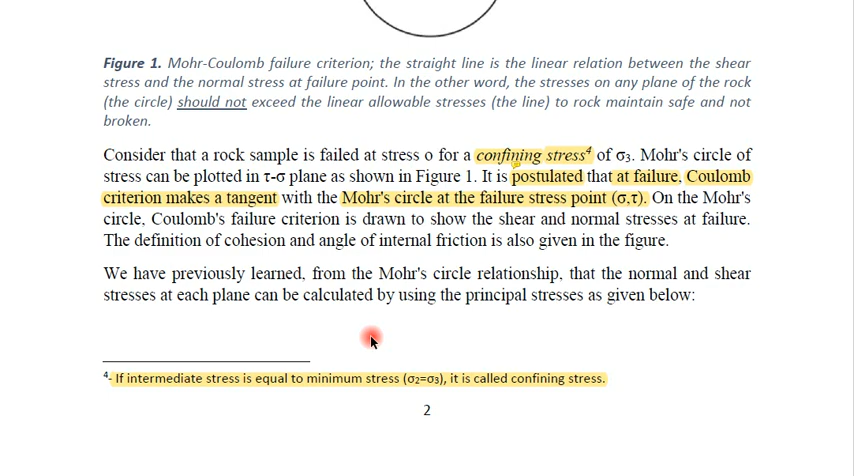 Figure 1. Mohr-Coulomb failure criterion; the straight line is the linear relation between the shear
stress and the normal stress at failure point. In the other word, the stresses on any plane of the rock
(the circle) should not exceed the linear allowable stresses (the line) to rock maintain safe and not
broken.
Consider that a rock sample is failed at stress o for a confining stress⁴ of σ₃. Mohr's circle of
stress can be plotted in τ-σ plane as shown in Figure 1. It is postulated that at failure, Coulomb
criterion makes a tangent with the Mohr's circle at the failure stress point (σ,τ). On the Mohr's
circle, Coulomb's failure criterion is drawn to show the shear and normal stresses at failure.
The definition of cohesion and angle of internal friction is also given in the figure.
We have previously learned, from the Mohr's circle relationship, that the normal and shear
stresses at each plane can be calculated by using the principal stresses as given below:
⁴- If intermediate stress is equal to minimum stress (σ₂=σ₃), it is called confining stress.
2